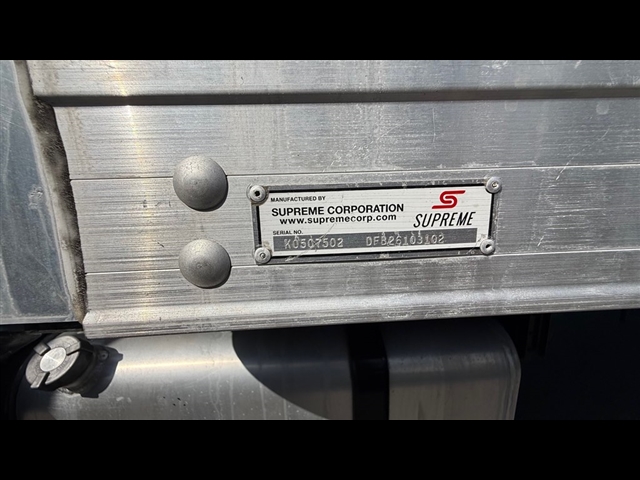 MANUFACTURED BY
SUPREME CORPORATION
www.supremecorp.com
SUPREME
SERIAL NO.
KC507502 DFB26103102